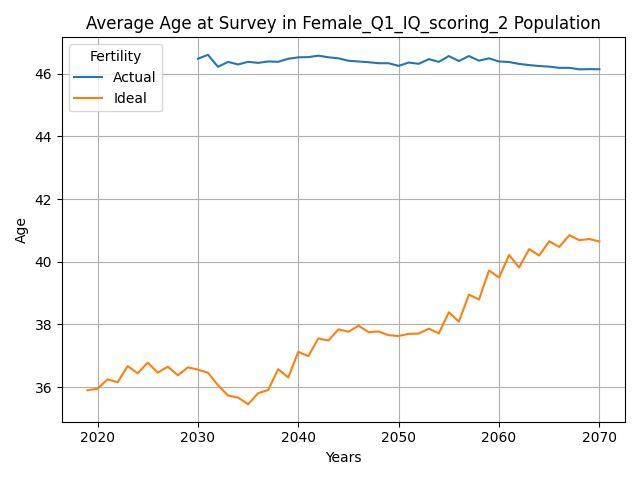 Average Age at Survey in Female_Q1_IQ_scoring_2 Population
Fertility
Actual
Ideal
46
44
42
40
38
36
Age
2020 2030 2040 2050 2060 2070
Years